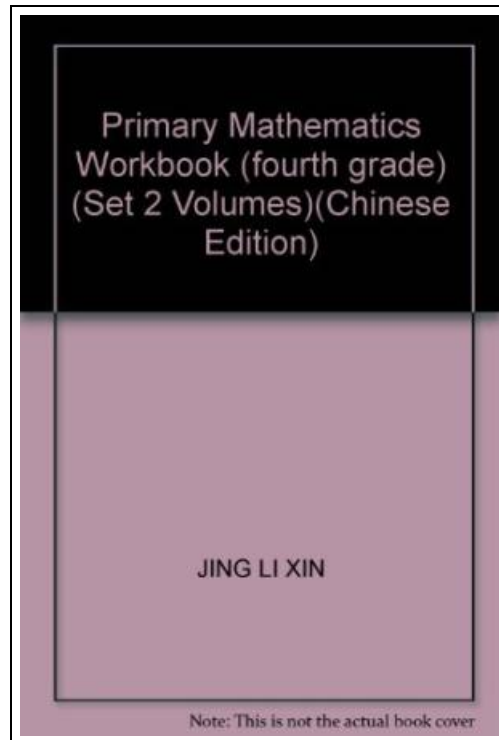 Primary Mathematics
Workbook (fourth grade)
(Set 2 Volumes)(Chinese
Edition)
JING LI XIN
Note: This is not the actual book cover